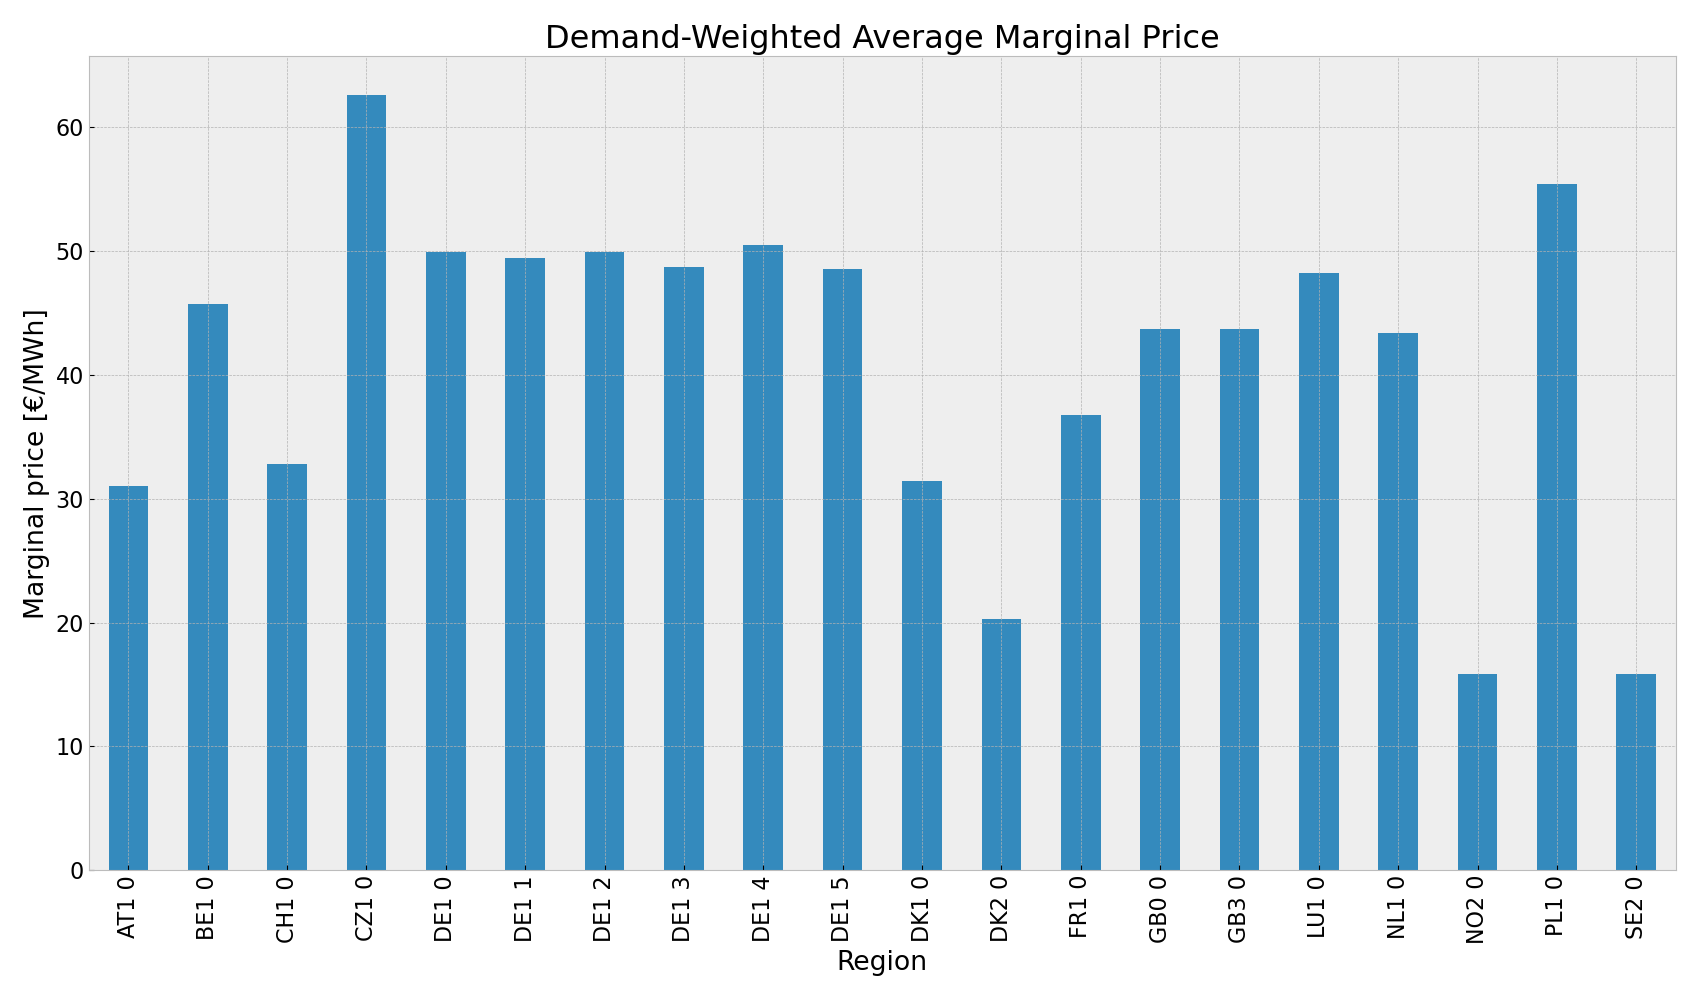 Demand-Weighted Average Marginal Price
Marginal price [€/MWh]
60
50
40
30
20
10
0
AT1 0
BE1 0
CH1 0
CZ1 0
DE1 0
DE1 1
DE1 2
DE1 3
DE1 4
DE1 5
DK1 0
DK2 0
FR1 0
GB0 0
GB3 0
LU1 0
NL1 0
NO2 0
PL1 0
SE2 0
Region